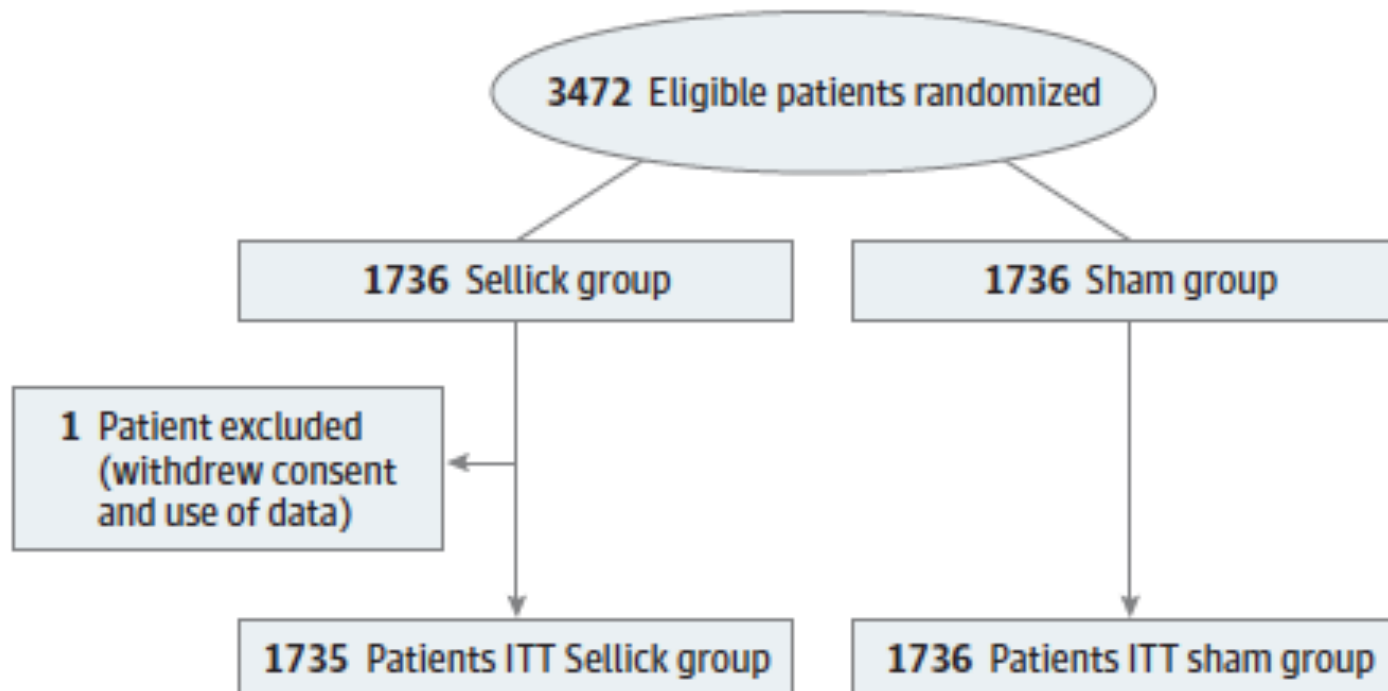 3472 Eligible patients randomized
1736 Sellick group
1736 Sham group
1 Patient excluded
(withdrew consent
and use of data)
1735 Patients ITT Sellick group
1736 Patients ITT sham group